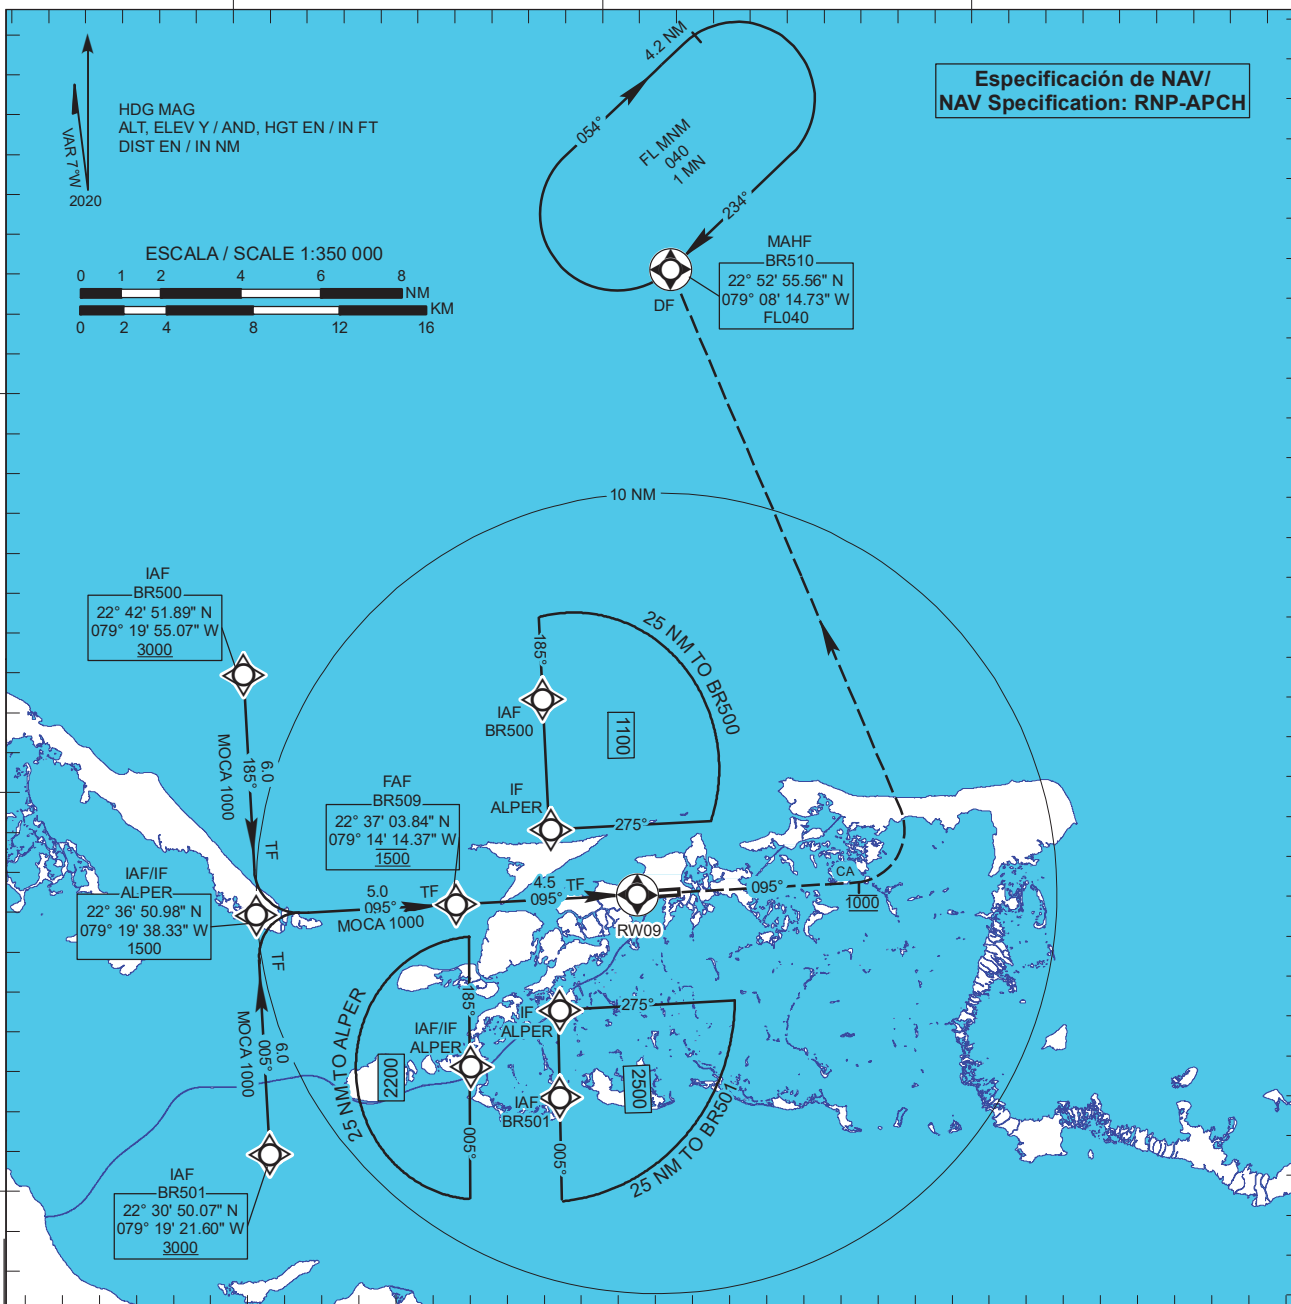 4.2 NM
054°
FL MNM
040
1 MN
234°
Especificación de NAV/
NAV Specification: RNP-APCH
HDG MAG
ALT, ELEV Y / AND, HGT EN / IN FT
DIST EN / IN NM
VAR 7°W
2020
ESCALA / SCALE 1:350 000
0 1 2 4 6 8 NM
0 2 4 8 12 16 KM
MAHF
BR510
22° 52' 55.56" N
079° 08' 14.73" W
FL040
DF
10 NM
IAF
BR500
22° 42' 51.89" N
079° 19' 55.07" W
3000
185°
25 NM TO BR500
IAF
BR500
1100
IF
ALPER
275°
6.0
185°
MOCA 1000
TF
FAF
BR509
22° 37' 03.84" N
079° 14' 14.37" W
1500
IAF/IF
ALPER
22° 36' 50.98" N
079° 19' 38.33" W
1500
5.0
095°
MOCA 1000
TF
4.5
095°
TF
RW09
095°
CA
1000
TF
6.0
005°
MOCA 1000
25 NM TO ALPER
185°
IAF/IF
ALPER
2200
005°
IF
ALPER
275°
IAF
BR501
2500
005°
25 NM TO BR501
IAF
BR501
22° 30' 50.07" N
079° 19' 21.60" W
3000